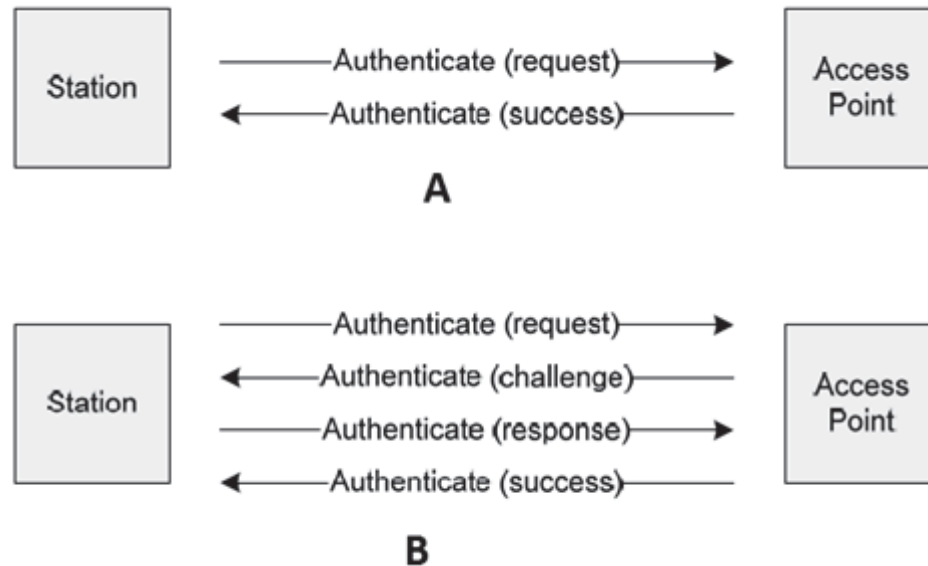 Station
Authenticate (request)
Authenticate (success)
Access
Point
A
Station
Authenticate (request)
Authenticate (challenge)
Authenticate (response)
Authenticate (success)
Access
Point
B